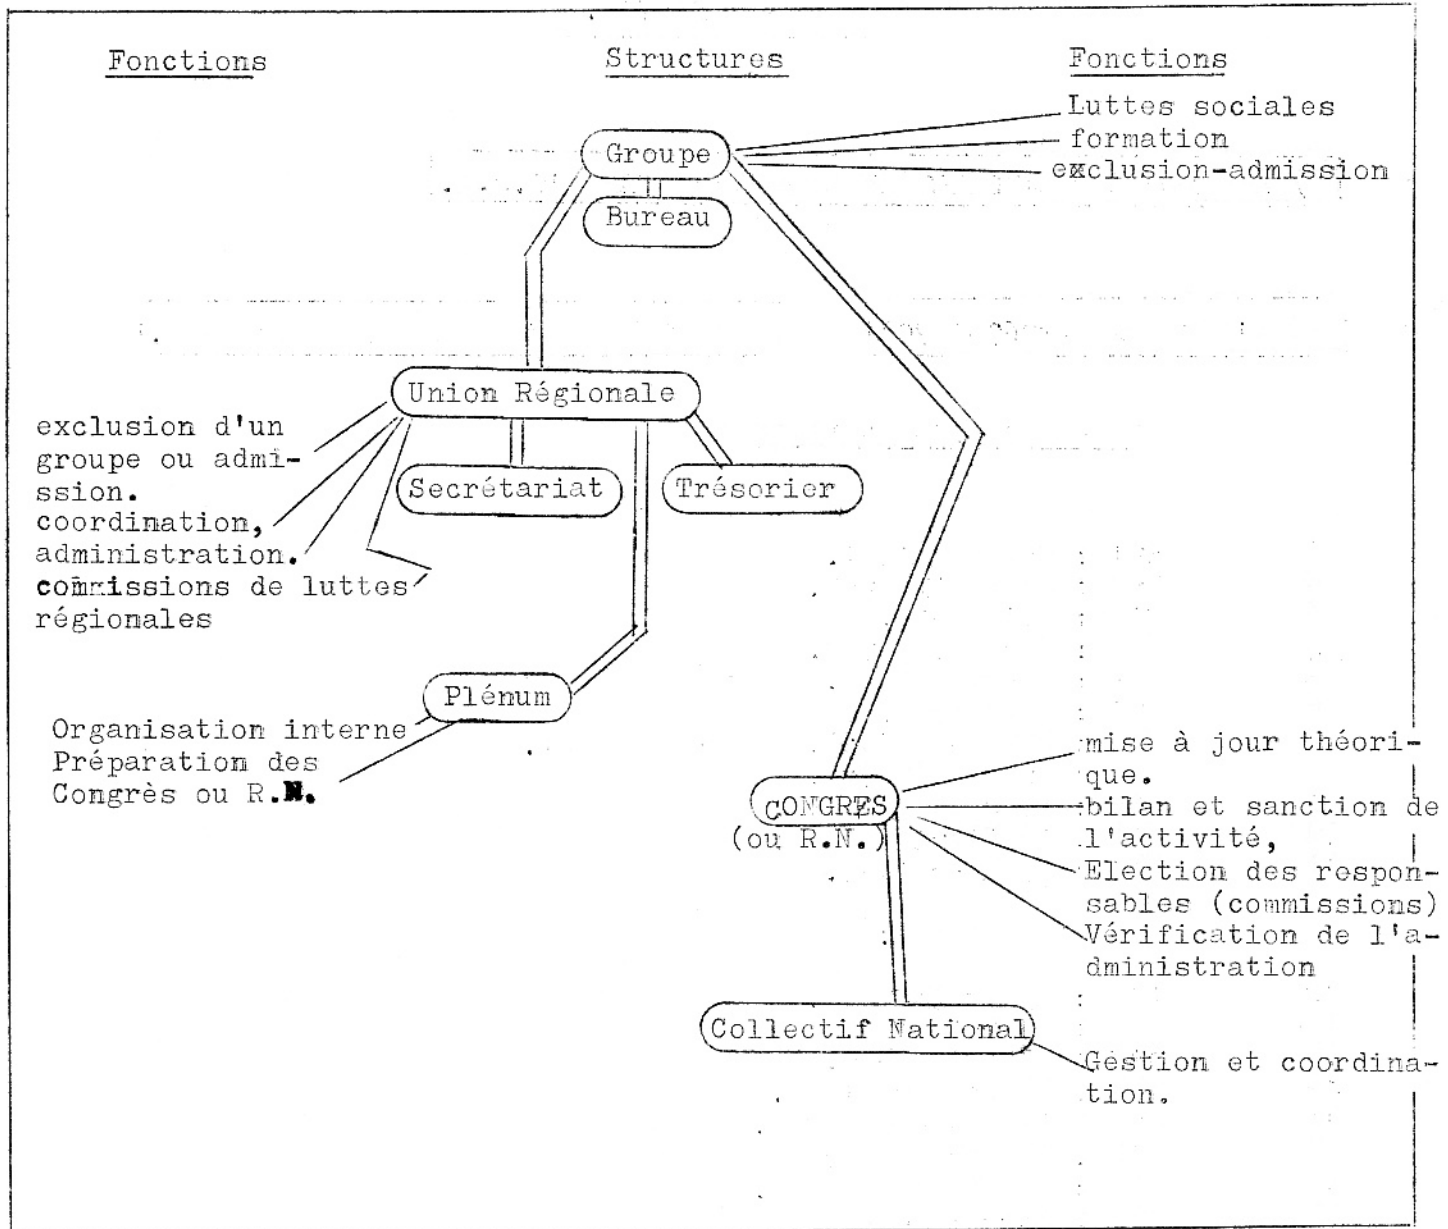 Fonctions
Structures
Fonctions
Groupe
Bureau
Luttes sociales
formation
exclusion-admission
Union Régionale
Secrétariat
Trésorier
exclusion d'un
groupe ou admi-
ssion.
coordination,
administration.
commissions de luttes
régionales
Plénum
Organisation interne
Préparation des
Congrès ou R.N.
CONGRES
(ou R.N.)
mise à jour théori-
que.
bilan et sanction de
l'activité,
Election des respon-
sables (commissions)
Vérification de l'a-
dministration
Collectif National
Gestion et coordina-
tion.